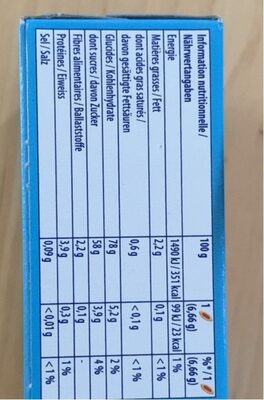 Information nutritionnelle /
Nährwertangaben
100 g
1
(6,66 g)
%* / 1
(6,66 g)
Energie
1490 kJ / 351 kcal
99 kJ / 23 kcal
1 %
Matières grasses / Fett
2,2 g
0,1 g
<1 %
dont acides gras saturés /
davon gesättigte Fettsäuren
0,6 g
<0,1 g
<1 %
Glucides / Kohlenhydrate
78 g
5,2 g
2 %
dont sucres / davon Zucker
58 g
3,9 g
4 %
Fibres alimentaires / Ballaststoffe
2,2 g
0,1 g
-
Protéines / Eiweiss
3,9 g
0,3 g
1 %
Sel / Salz
0,09 g
<0,01 g
<1 %